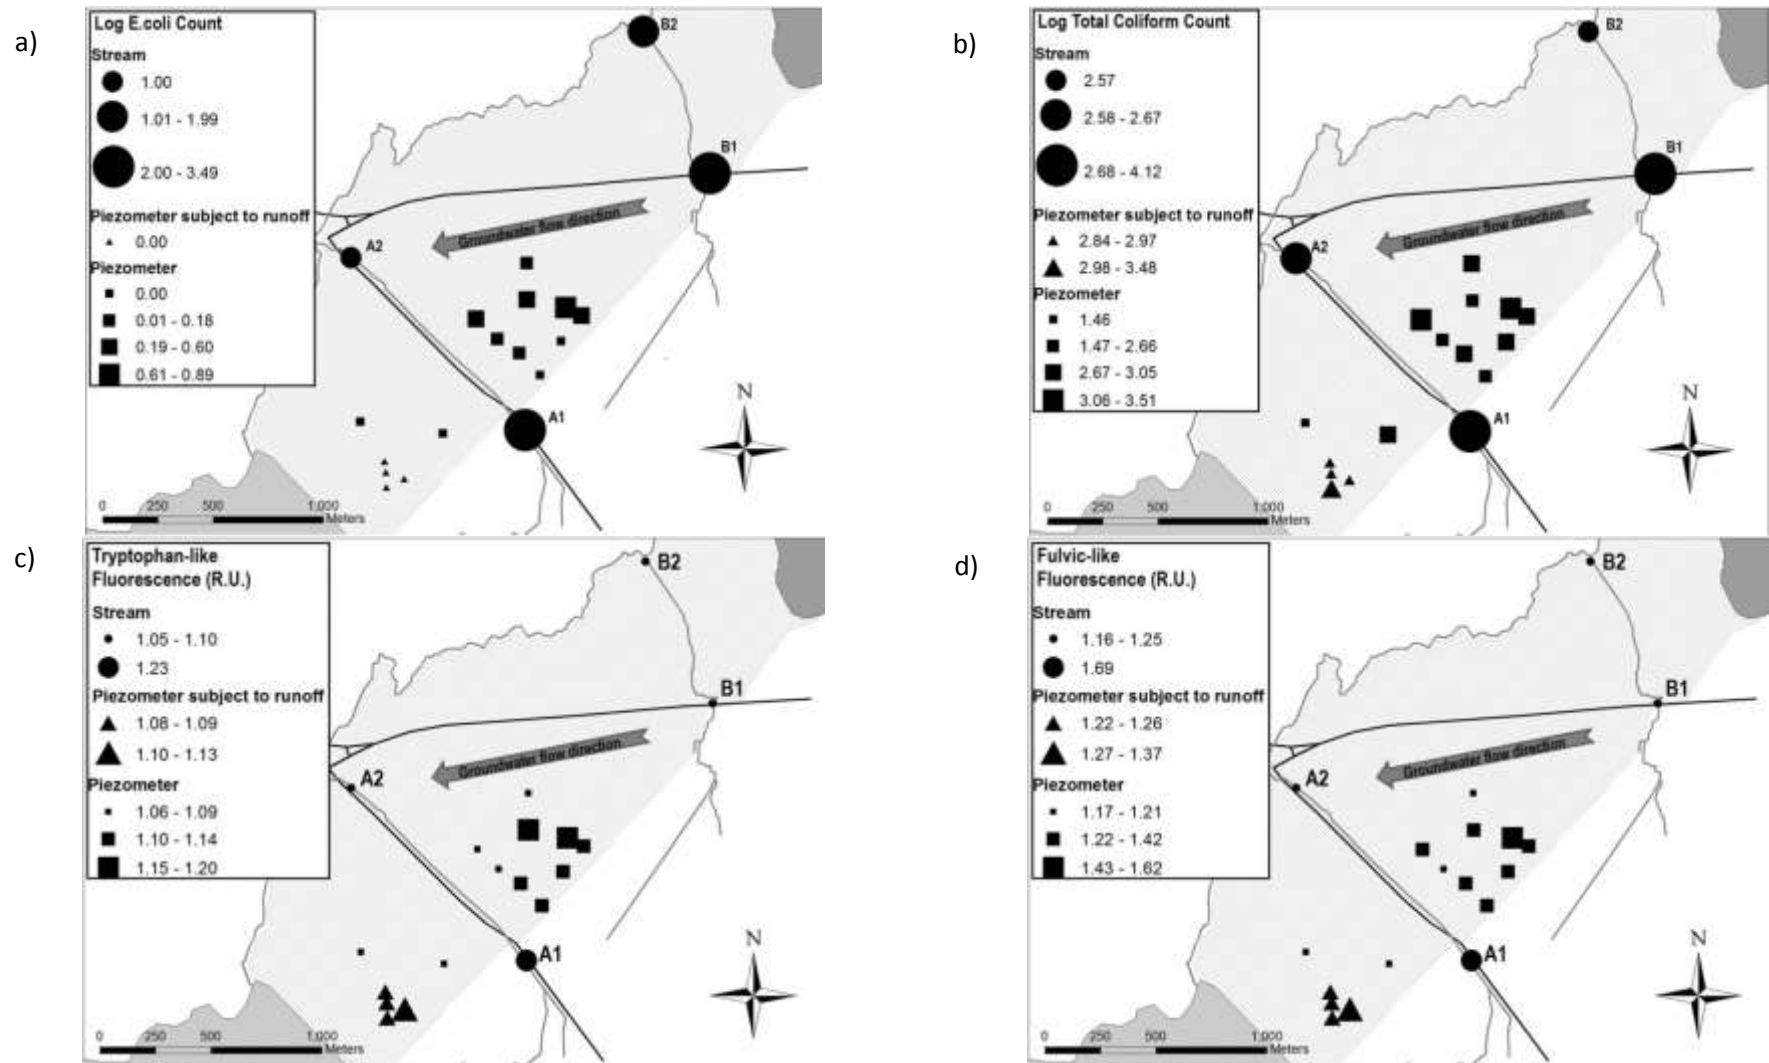 a)
Log E.coli Count
Stream
1.00
1.01 - 1.99
2.00 - 3.49
Piezometer subject to runoff
0.00
Piezometer
0.00
0.01 - 0.18
0.19 - 0.60
0.61 - 0.89
B2
B1
Groundwater flow direction
A2
A1
N
0 250 500 1,000
Meters
b)
Log Total Coliform Count
Stream
2.57
2.58 - 2.67
2.68 - 4.12
Piezometer subject to runoff
2.84 - 2.97
2.98 - 3.48
Piezometer
1.46
1.47 - 2.66
2.67 - 3.05
3.06 - 3.51
B2
B1
Groundwater flow direction
A2
A1
N
0 250 500 1,000
Meters
c)
Tryptophan-like
Fluorescence (R.U.)
Stream
1.05 - 1.10
1.23
Piezometer subject to runoff
1.08 - 1.09
1.10 - 1.13
Piezometer
1.06 - 1.09
1.10 - 1.14
1.15 - 1.20
B2
B1
Groundwater flow direction
A2
A1
N
0 250 500 1,000
Meters
d)
Fulvic-like
Fluorescence (R.U.)
Stream
1.16 - 1.25
1.69
Piezometer subject to runoff
1.22 - 1.26
1.27 - 1.37
Piezometer
1.17 - 1.21
1.22 - 1.42
1.43 - 1.62
B2
B1
Groundwater flow direction
A2
A1
N
0 250 500 1,000
Meters